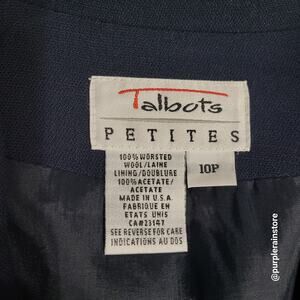 Talbots
PETITES
100% WORSTED
WOOL/LAINE
LINING/DOUBLURE
100% ACETATE/
ACETATE
MADE IN U.S.A.
FABRIQUE EN
ETATS UNIS
CA#23147
SEE REVERSE FOR CARE
INDICATIONS AU DOS
10P
@purplerainstore